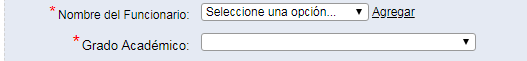 * Nombre del Funcionario: Seleccione una opción... Agregar
* Grado Académico: